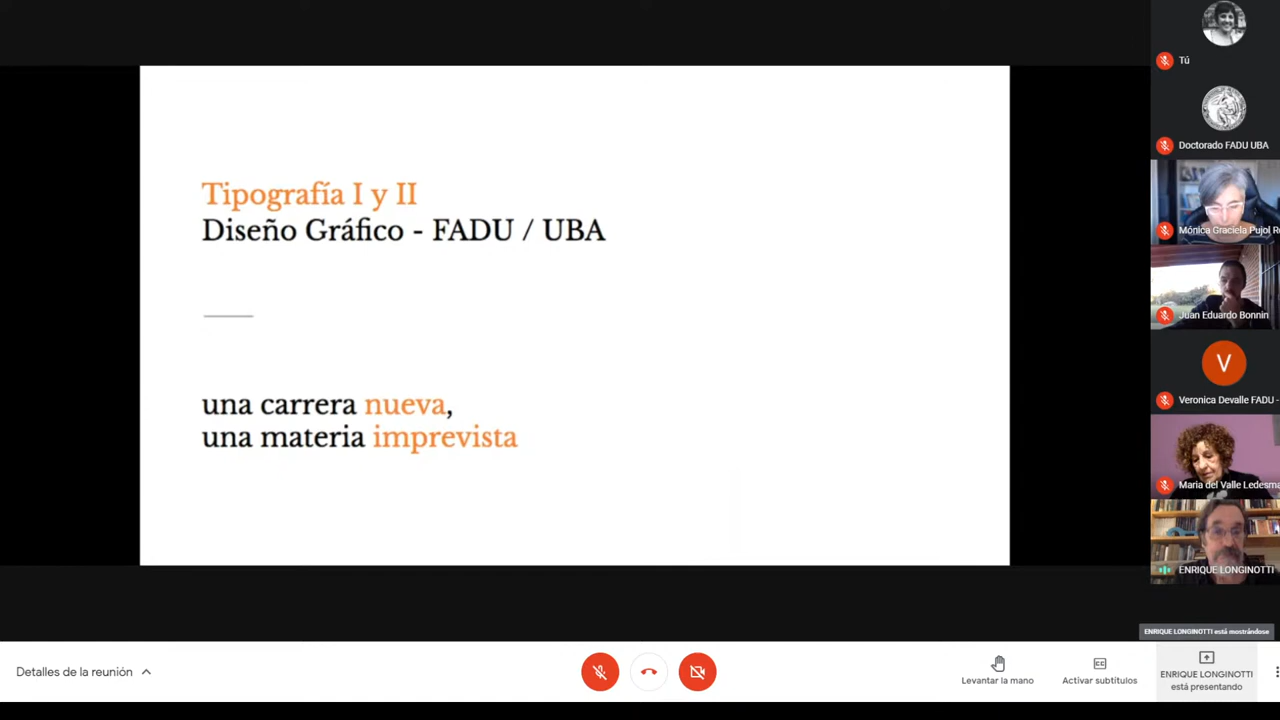 Tipografía I y II
Diseño Gráfico - FADU / UBA
una carrera nueva,
una materia imprevista
Tú
Doctorado FADU UBA
Mónica Graciela Pujol R
Juan Eduardo Bonnin
V
Veronica Devalle FADU -
Maria del Valle Ledesma
ENRIQUE LONGINOTTI
ENRIQUE LONGINOTTI está mostrándose
Detalles de la reunión
Levantar la mano
CC
Activar subtítulos
ENRIQUE LONGINOTTI
está presentando